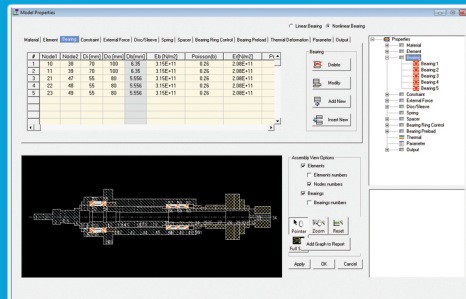 Model Properties
Linear Bearing Nonlinear Bearing
Material Element Bearing Constraint External Force Disc/Sleeve Spring Spacer Bearing Ring Control Bearing Preload Thermal Deformation Parameter Output
# Node1 Node2 Di [mm] Do [mm] Db[mm] Eb [N/m2] Poisson(b) Er[N/m2]
1 10 38 70 100 6.35 3.15E+11 0.26 2.08E+11
2 11 39 70 100 6.35 3.15E+11 0.26 2.08E+11
3 21 47 55 80 5.556 3.15E+11 0.26 2.08E+11
4 22 48 55 80 5.556 3.15E+11 0.26 2.08E+11
5 23 49 55 80 5.556 3.15E+11 0.26 2.08E+11
Bearing
Delete
Modify
Add New
Insert New
Properties
Material
Element
Bearing
Bearing 1
Bearing 2
Bearing 3
Bearing 4
Bearing 5
Constraint
External Force
Disc/Sleeve
Spring
Spacer
Bearing Ring Control
Bearing Preload
Thermal
Parameter
Output
Assembly View Options
Elements
Elements numbers
Nodes numbers
Bearings
Bearings numbers
Pointer Zoom Reset
Full S
Add Graph to Report
Apply OK Cancel